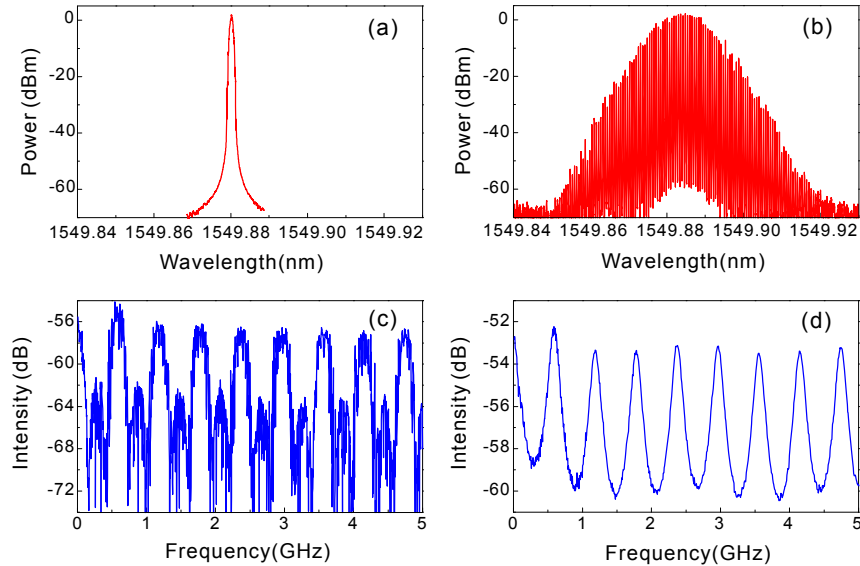 (a)
Power (dBm)
0
-20
-40
-60
1549.84 1549.86 1549.88 1549.90 1549.92
Wavelength(nm)
(b)
Power (dBm)
0
-20
-40
-60
1549.84 1549.86 1549.88 1549.90 1549.92
Wavelength(nm)
(c)
Intensity (dB)
-56
-60
-64
-68
-72
0 1 2 3 4 5
Frequency(GHz)
(d)
Intensity (dB)
-52
-54
-56
-58
-60
0 1 2 3 4 5
Frequency(GHz)